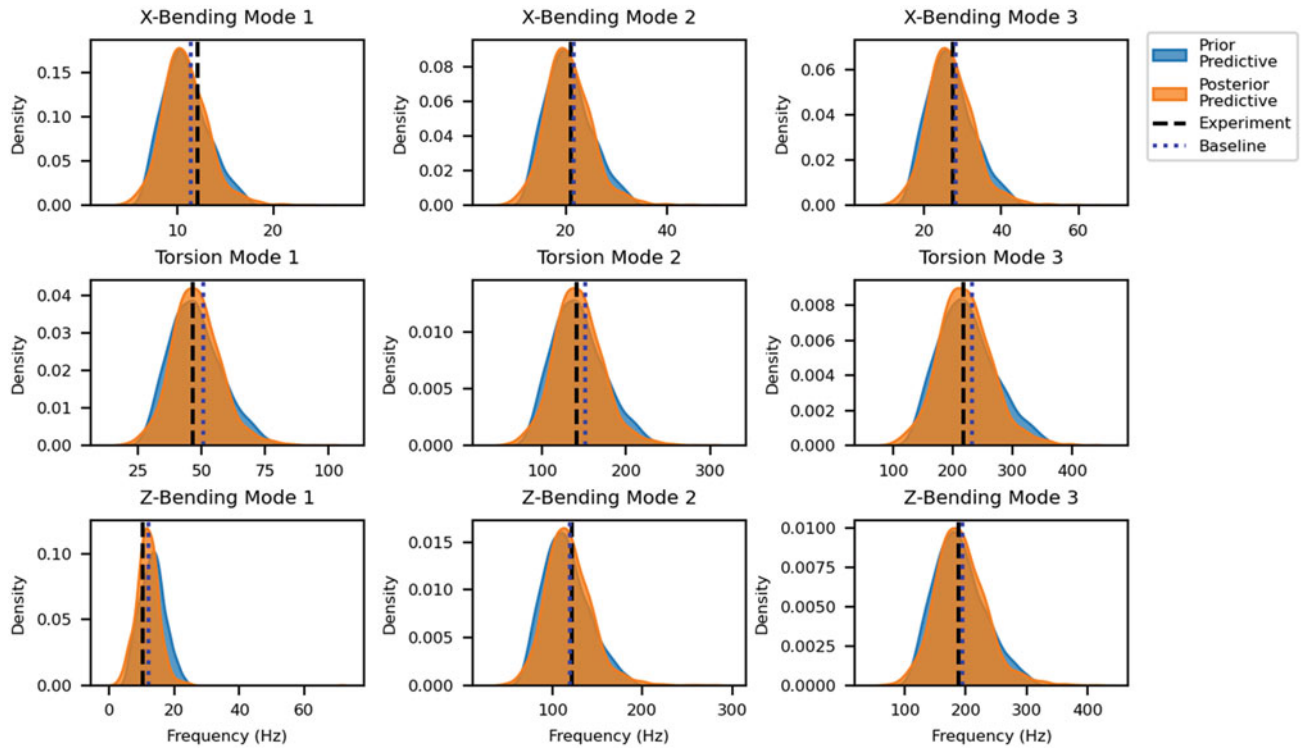 X-Bending Mode 1
X-Bending Mode 2
X-Bending Mode 3
Prior
Predictive
Posterior
Predictive
Experiment
Baseline
Density
0.15
0.10
0.05
0.00
10
20
Density
0.08
0.06
0.04
0.02
0.00
20
40
Density
0.06
0.04
0.02
0.00
20
40
60
Torsion Mode 1
Torsion Mode 2
Torsion Mode 3
Density
0.04
0.03
0.02
0.01
0.00
25
50
75
100
Density
0.010
0.005
0.000
100
200
300
Density
0.008
0.006
0.004
0.002
0.000
100
200
300
400
Z-Bending Mode 1
Z-Bending Mode 2
Z-Bending Mode 3
Density
0.10
0.05
0.00
0
20
40
60
Frequency (Hz)
Density
0.015
0.010
0.005
0.000
100
200
300
Frequency (Hz)
Density
0.0100
0.0075
0.0050
0.0025
0.0000
100
200
300
400
Frequency (Hz)